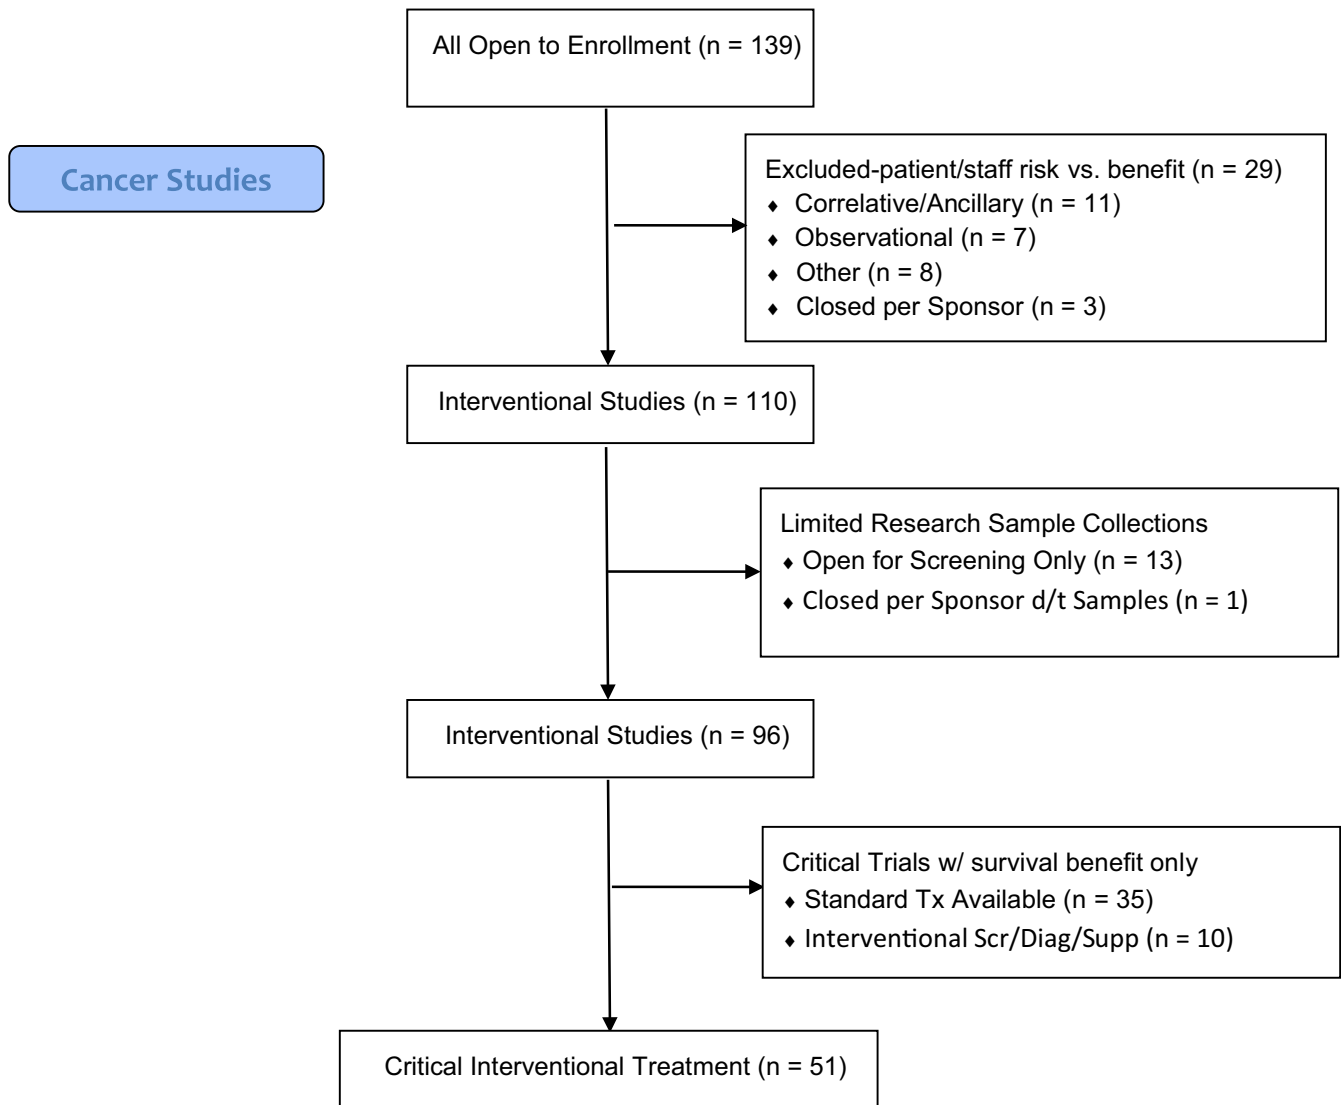 All Open to Enrollment (n = 139)
Cancer Studies
Excluded-patient/staff risk vs. benefit (n = 29)
♦ Correlative/Ancillary (n = 11)
♦ Observational (n = 7)
♦ Other (n = 8)
♦ Closed per Sponsor (n = 3)
Interventional Studies (n = 110)
Limited Research Sample Collections
♦ Open for Screening Only (n = 13)
♦ Closed per Sponsor d/t Samples (n = 1)
Interventional Studies (n = 96)
Critical Trials w/ survival benefit only
♦ Standard Tx Available (n = 35)
♦ Interventional Scr/Diag/Supp (n = 10)
Critical Interventional Treatment (n = 51)